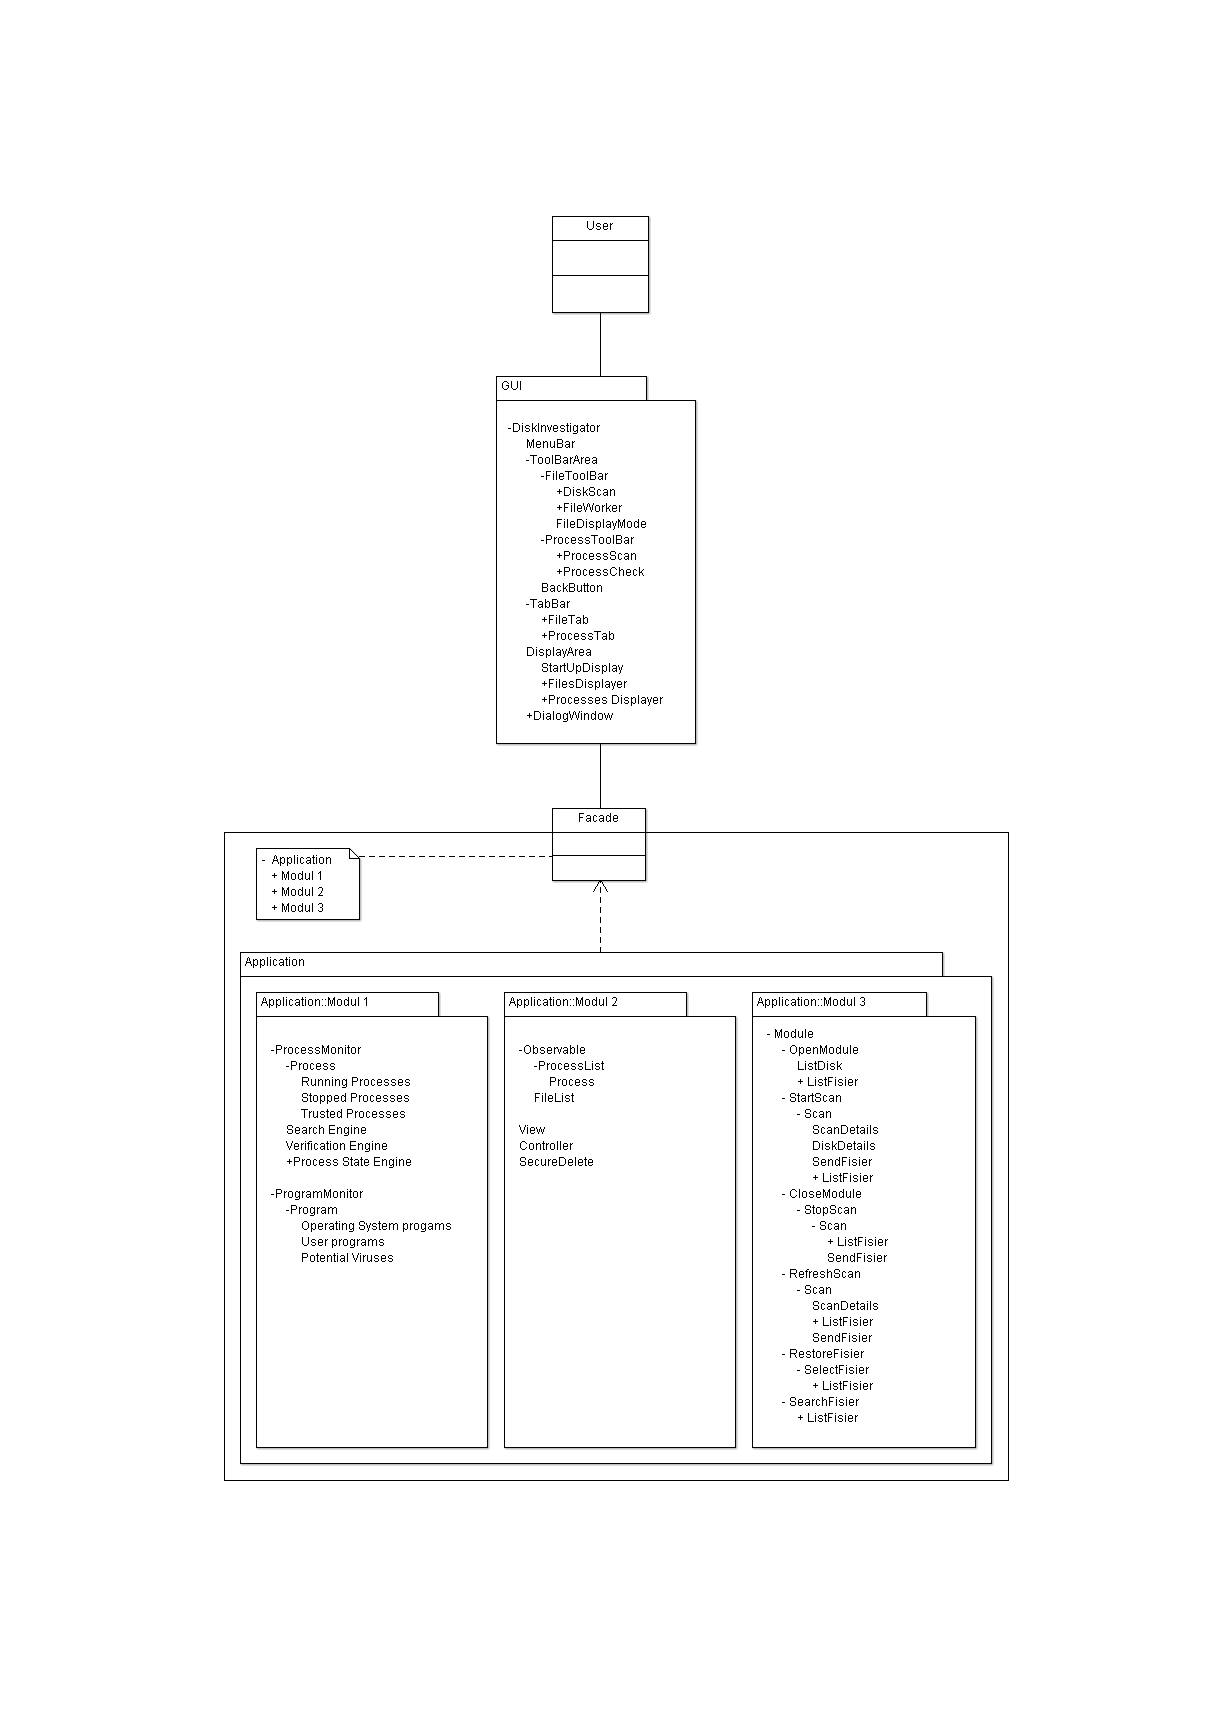 User
GUI
-DiskInvestigator
MenuBar
-ToolBarArea
-FileToolBar
+DiskScan
+FileWorker
FileDisplayMode
-ProcessToolBar
+ProcessScan
+ProcessCheck
BackButton
-TabBar
+FileTab
+ProcessTab
DisplayArea
StartUpDisplay
+FilesDisplayer
+Processes Displayer
+DialogWindow
Facade
- Application
+ Modul 1
+ Modul 2
+ Modul 3
Application
Application::Modul 1
-ProcessMonitor
-Process
Running Processes
Stopped Processes
Trusted Processes
Search Engine
Verification Engine
+Process State Engine
-ProgramMonitor
-Program
Operating System progams
User programs
Potential Viruses
Application::Modul 2
-Observable
-ProcessList
Process
FileList
View
Controller
SecureDelete
Application::Modul 3
- Module
- OpenModule
ListDisk
+ ListFisier
- StartScan
- Scan
ScanDetails
DiskDetails
SendFisier
+ ListFisier
- CloseModule
- StopScan
- Scan
+ ListFisier
SendFisier
- RefreshScan
- Scan
ScanDetails
+ ListFisier
SendFisier
- RestoreFisier
- SelectFisier
+ ListFisier
- SearchFisier
+ ListFisier